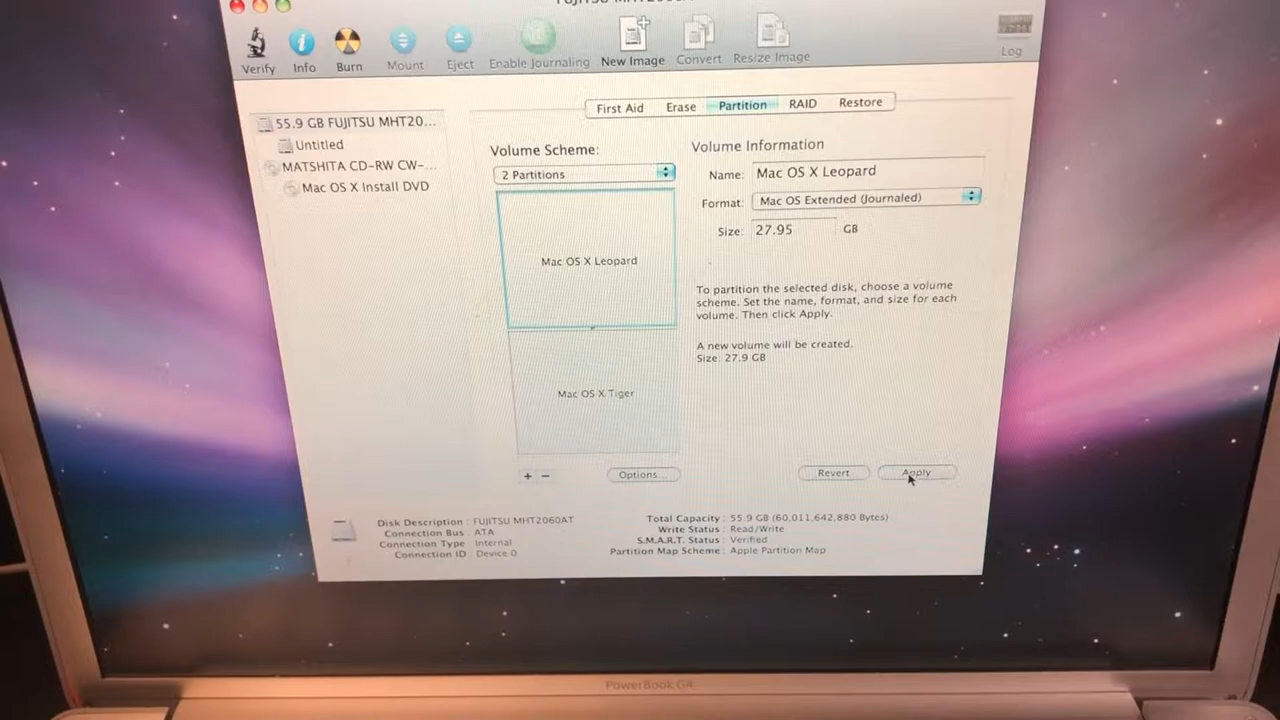 Verify Info Burn Mount Eject Enable Journaling New Image Convert Resize Image Log
First Aid Erase Partition RAID Restore
55.9 GB FUJITSU MHT20...
Untitled
MATSHITA CD-RW CW-...
Mac OS X Install DVD
Volume Scheme:
2 Partitions
Mac OS X Leopard
Mac OS X Tiger
+ −
Options...
Volume Information
Name: Mac OS X Leopard
Format: Mac OS Extended (Journaled)
Size: 27.95 GB
To partition the selected disk, choose a volume
scheme. Set the name, format, and size for each
volume. Then click Apply.
A new volume will be created.
Size: 27.9 GB
Revert Apply
Disk Description : FUJITSU MHT2060AT
Connection Bus : ATA
Connection Type : Internal
Connection ID : Device 0
Total Capacity : 55.9 GB (60,011,642,880 Bytes)
Write Status : Read/Write
S.M.A.R.T. Status : Verified
Partition Map Scheme : Apple Partition Map
PowerBook G4